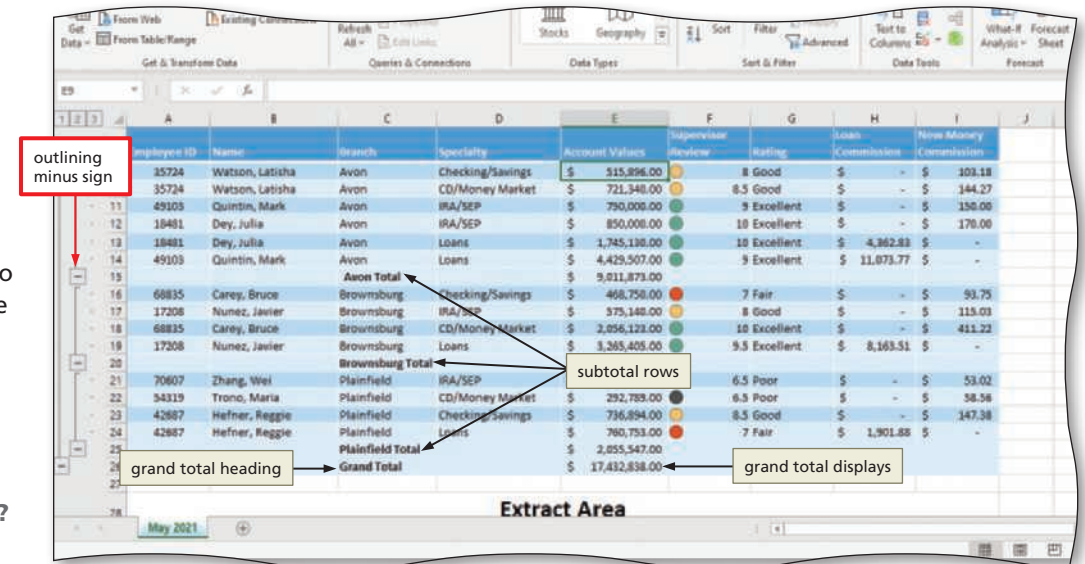 From Web
Existing Connections
Get
Data
From Table/Range
Refresh
All
Edit Links
Stocks
Geography
Sort
Filter
Advanced
Text to
Columns
What-If
Analysis
Forecast
Sheet
Get & Transform Data
Queries & Connections
Data Types
Sort & Filter
Data Tools
Forecast
E9
fx
1 2 3
A B C D E F G H I J
outlining
minus sign
Employee ID Name Branch Specialty Account Values Supervisor Review Rating Loan Commission New Money Commission
35724 Watson, Latisha Avon Checking/Savings $ 515,896.00 8 Good $ - $ 103.18
35724 Watson, Latisha Avon CD/Money Market $ 721,340.00 8.5 Good $ - $ 144.27
11 49103 Quintin, Mark Avon IRA/SEP $ 750,000.00 9 Excellent $ - $ 150.00
12 18481 Dey, Julia Avon IRA/SEP $ 850,000.00 10 Excellent $ - $ 170.00
13 18481 Dey, Julia Avon Loans $ 1,745,130.00 10 Excellent $ 4,362.83 $ -
14 49103 Quintin, Mark Avon Loans $ 4,429,507.00 9 Excellent $ 11,073.77 $ -
15 Avon Total $ 9,011,873.00
16 68835 Carey, Bruce Brownsburg Checking/Savings $ 468,750.00 7 Fair $ - $ 93.75
17 17208 Nunez, Javier Brownsburg IRA/SEP $ 575,140.00 8 Good $ - $ 115.03
18 68835 Carey, Bruce Brownsburg CD/Money Market $ 2,056,123.00 10 Excellent $ - $ 411.22
19 17208 Nunez, Javier Brownsburg Loans $ 3,265,405.00 9.5 Excellent $ 8,163.51 $ -
20 Brownsburg Total
subtotal rows
21 70607 Zhang, Wei Plainfield IRA/SEP 6.5 Poor $ - $ 53.02
22 54319 Trono, Maria Plainfield CD/Money Market $ 292,789.00 6.5 Poor $ - $ 58.56
23 42687 Hefner, Reggie Plainfield Checking/Savings $ 736,894.00 8.5 Good $ - $ 147.38
24 42687 Hefner, Reggie Plainfield Loans $ 760,753.00 7 Fair $ 1,901.88 $ -
25 Plainfield Total $ 2,055,547.00
26 Grand Total $ 17,432,838.00
grand total heading
grand total displays
27
28 Extract Area
May 2021
o
e
?